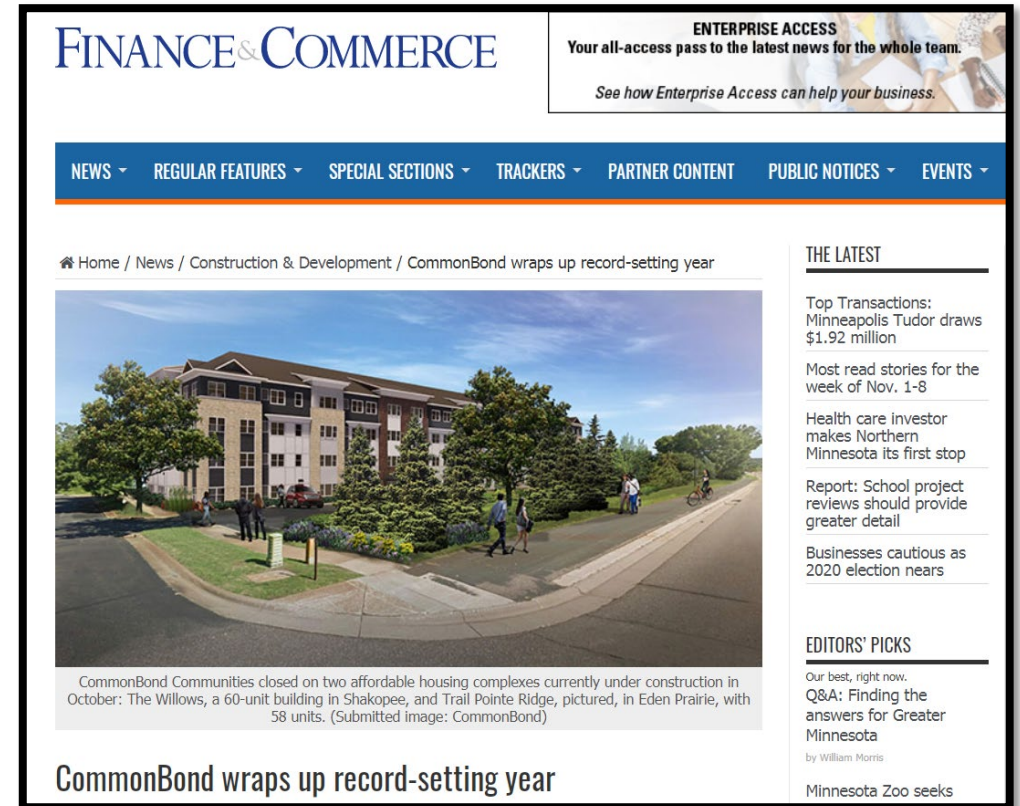 FINANCE & COMMERCE
ENTERPRISE ACCESS
Your all-access pass to the latest news for the whole team.
See how Enterprise Access can help your business.
NEWS REGULAR FEATURES SPECIAL SECTIONS TRACKERS PARTNER CONTENT PUBLIC NOTICES EVENTS
Home / News / Construction & Development / CommonBond wraps up record-setting year
CommonBond Communities closed on two affordable housing complexes currently under construction in
October: The Willows, a 60-unit building in Shakopee, and Trail Pointe Ridge, pictured, in Eden Prairie, with
58 units. (Submitted image: CommonBond)
CommonBond wraps up record-setting year
THE LATEST
Top Transactions:
Minneapolis Tudor draws
$1.92 million
Most read stories for the
week of Nov. 1-8
Health care investor
makes Northern
Minnesota its first stop
Report: School project
reviews should provide
greater detail
Businesses cautious as
2020 election nears
EDITORS' PICKS
Our best, right now.
Q&A: Finding the
answers for Greater
Minnesota
by William Morris
Minnesota Zoo seeks